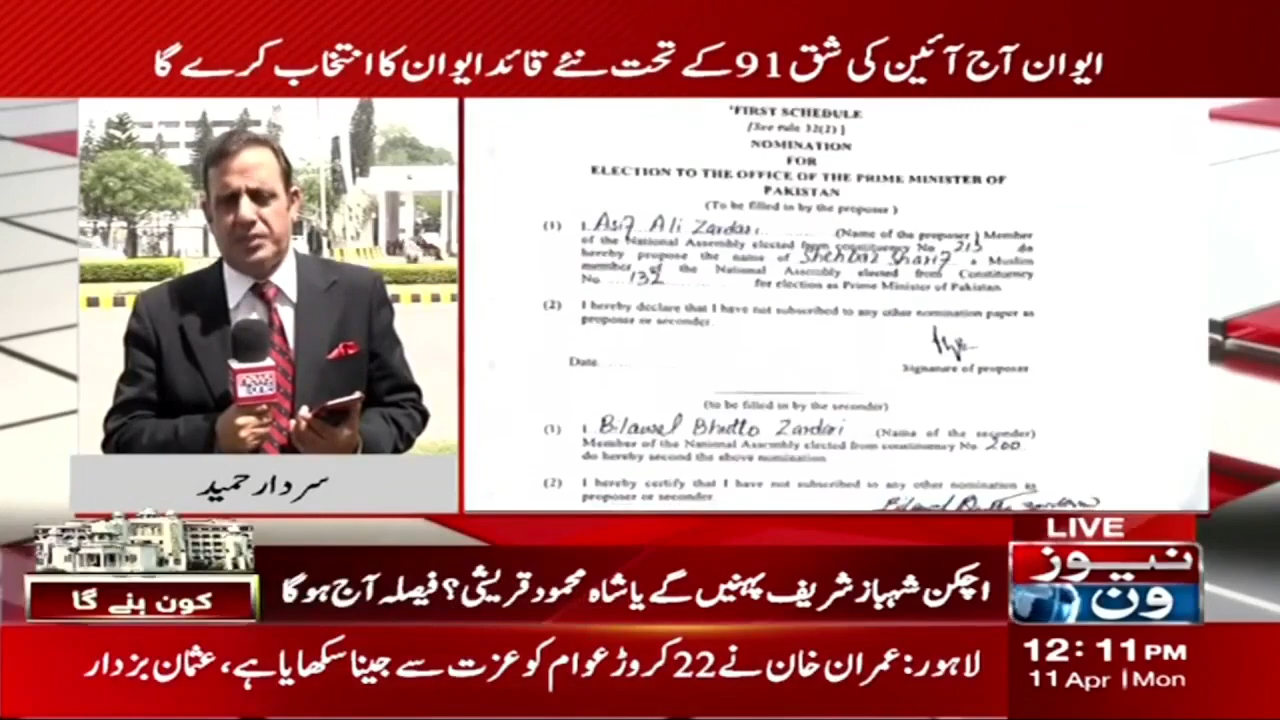 ایوان آج آئین کی شق 91 کے تحت نئے قائد ایوان کا انتخاب کرے گا
'FIRST SCHEDULE
[See rule 32(2)]
NOMINATION
FOR
ELECTION TO THE OFFICE OF THE PRIME MINISTER OF
PAKISTAN
(To be filled in by the proposer)
(1) I Asif Ali Zardari (Name of the proposer) Member
of the National Assembly elected from constituency No 213 do
hereby propose the name of Shehbaz Sharif a Muslim
member of the National Assembly elected from Constituency
No. 132 for election as Prime Minister of Pakistan.
(2) I hereby declare that I have not subscribed to any other nomination paper as
proposer or seconder.
Date
Signature of proposer
(to be filled in by the seconder)
(1) I Bilawal Bhutto Zardari (Name of the seconder)
Member of the National Assembly elected from constituency No 200
do hereby second the above nomination
(2) I hereby certify that I have not subscribed to any other nomination as
proposer or seconder.
Bilawal Bhutto Zardari
سردار حمید
NEWS ONE
LIVE
نیوز
ون
کون بنے گا
اچکن شہباز شریف پہنیں گے یا شاہ محمود قریشی؟ فیصلہ آج ہوگا
لاہور: عمران خان نے 22 کروڑ عوام کو عزت سے جینا سکھایا ہے، عثمان بزدار
12:11 PM
11 Apr | Mon